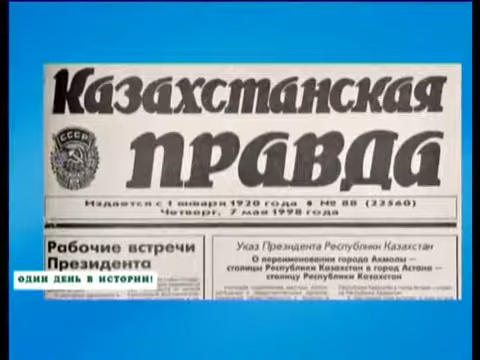 Казахстанская
СССР
правда
Издается с 1 января 1920 года • № 88 (22560)
Четверг, 7 мая 1998 года
Рабочие встречи
Президента
Указ Президента Республики Казахстан
О переименовании города Акмолы —
столицы Республики Казахстан в город Астана —
столицу Республики Казахстан
ОДИН ДЕНЬ В ИСТОРИИ!